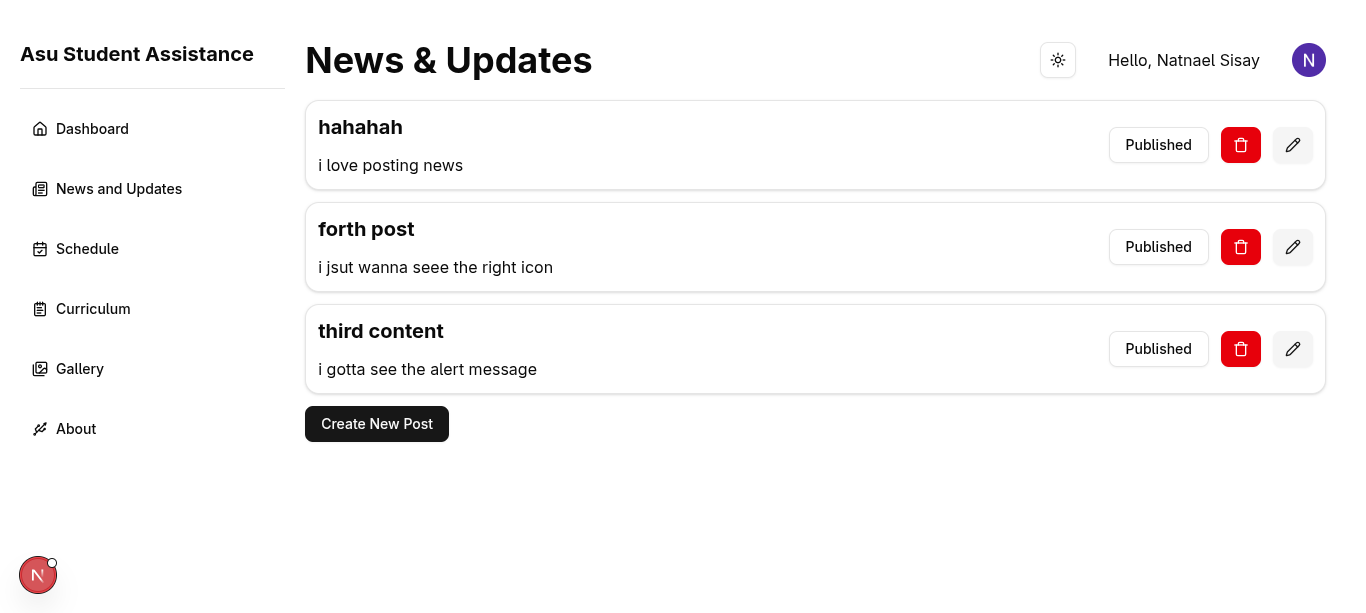 Asu Student Assistance
Dashboard
News and Updates
Schedule
Curriculum
Gallery
About
N
News & Updates
Hello, Natnael Sisay
N
hahahah
i love posting news
Published
forth post
i jsut wanna seee the right icon
Published
third content
i gotta see the alert message
Published
Create New Post